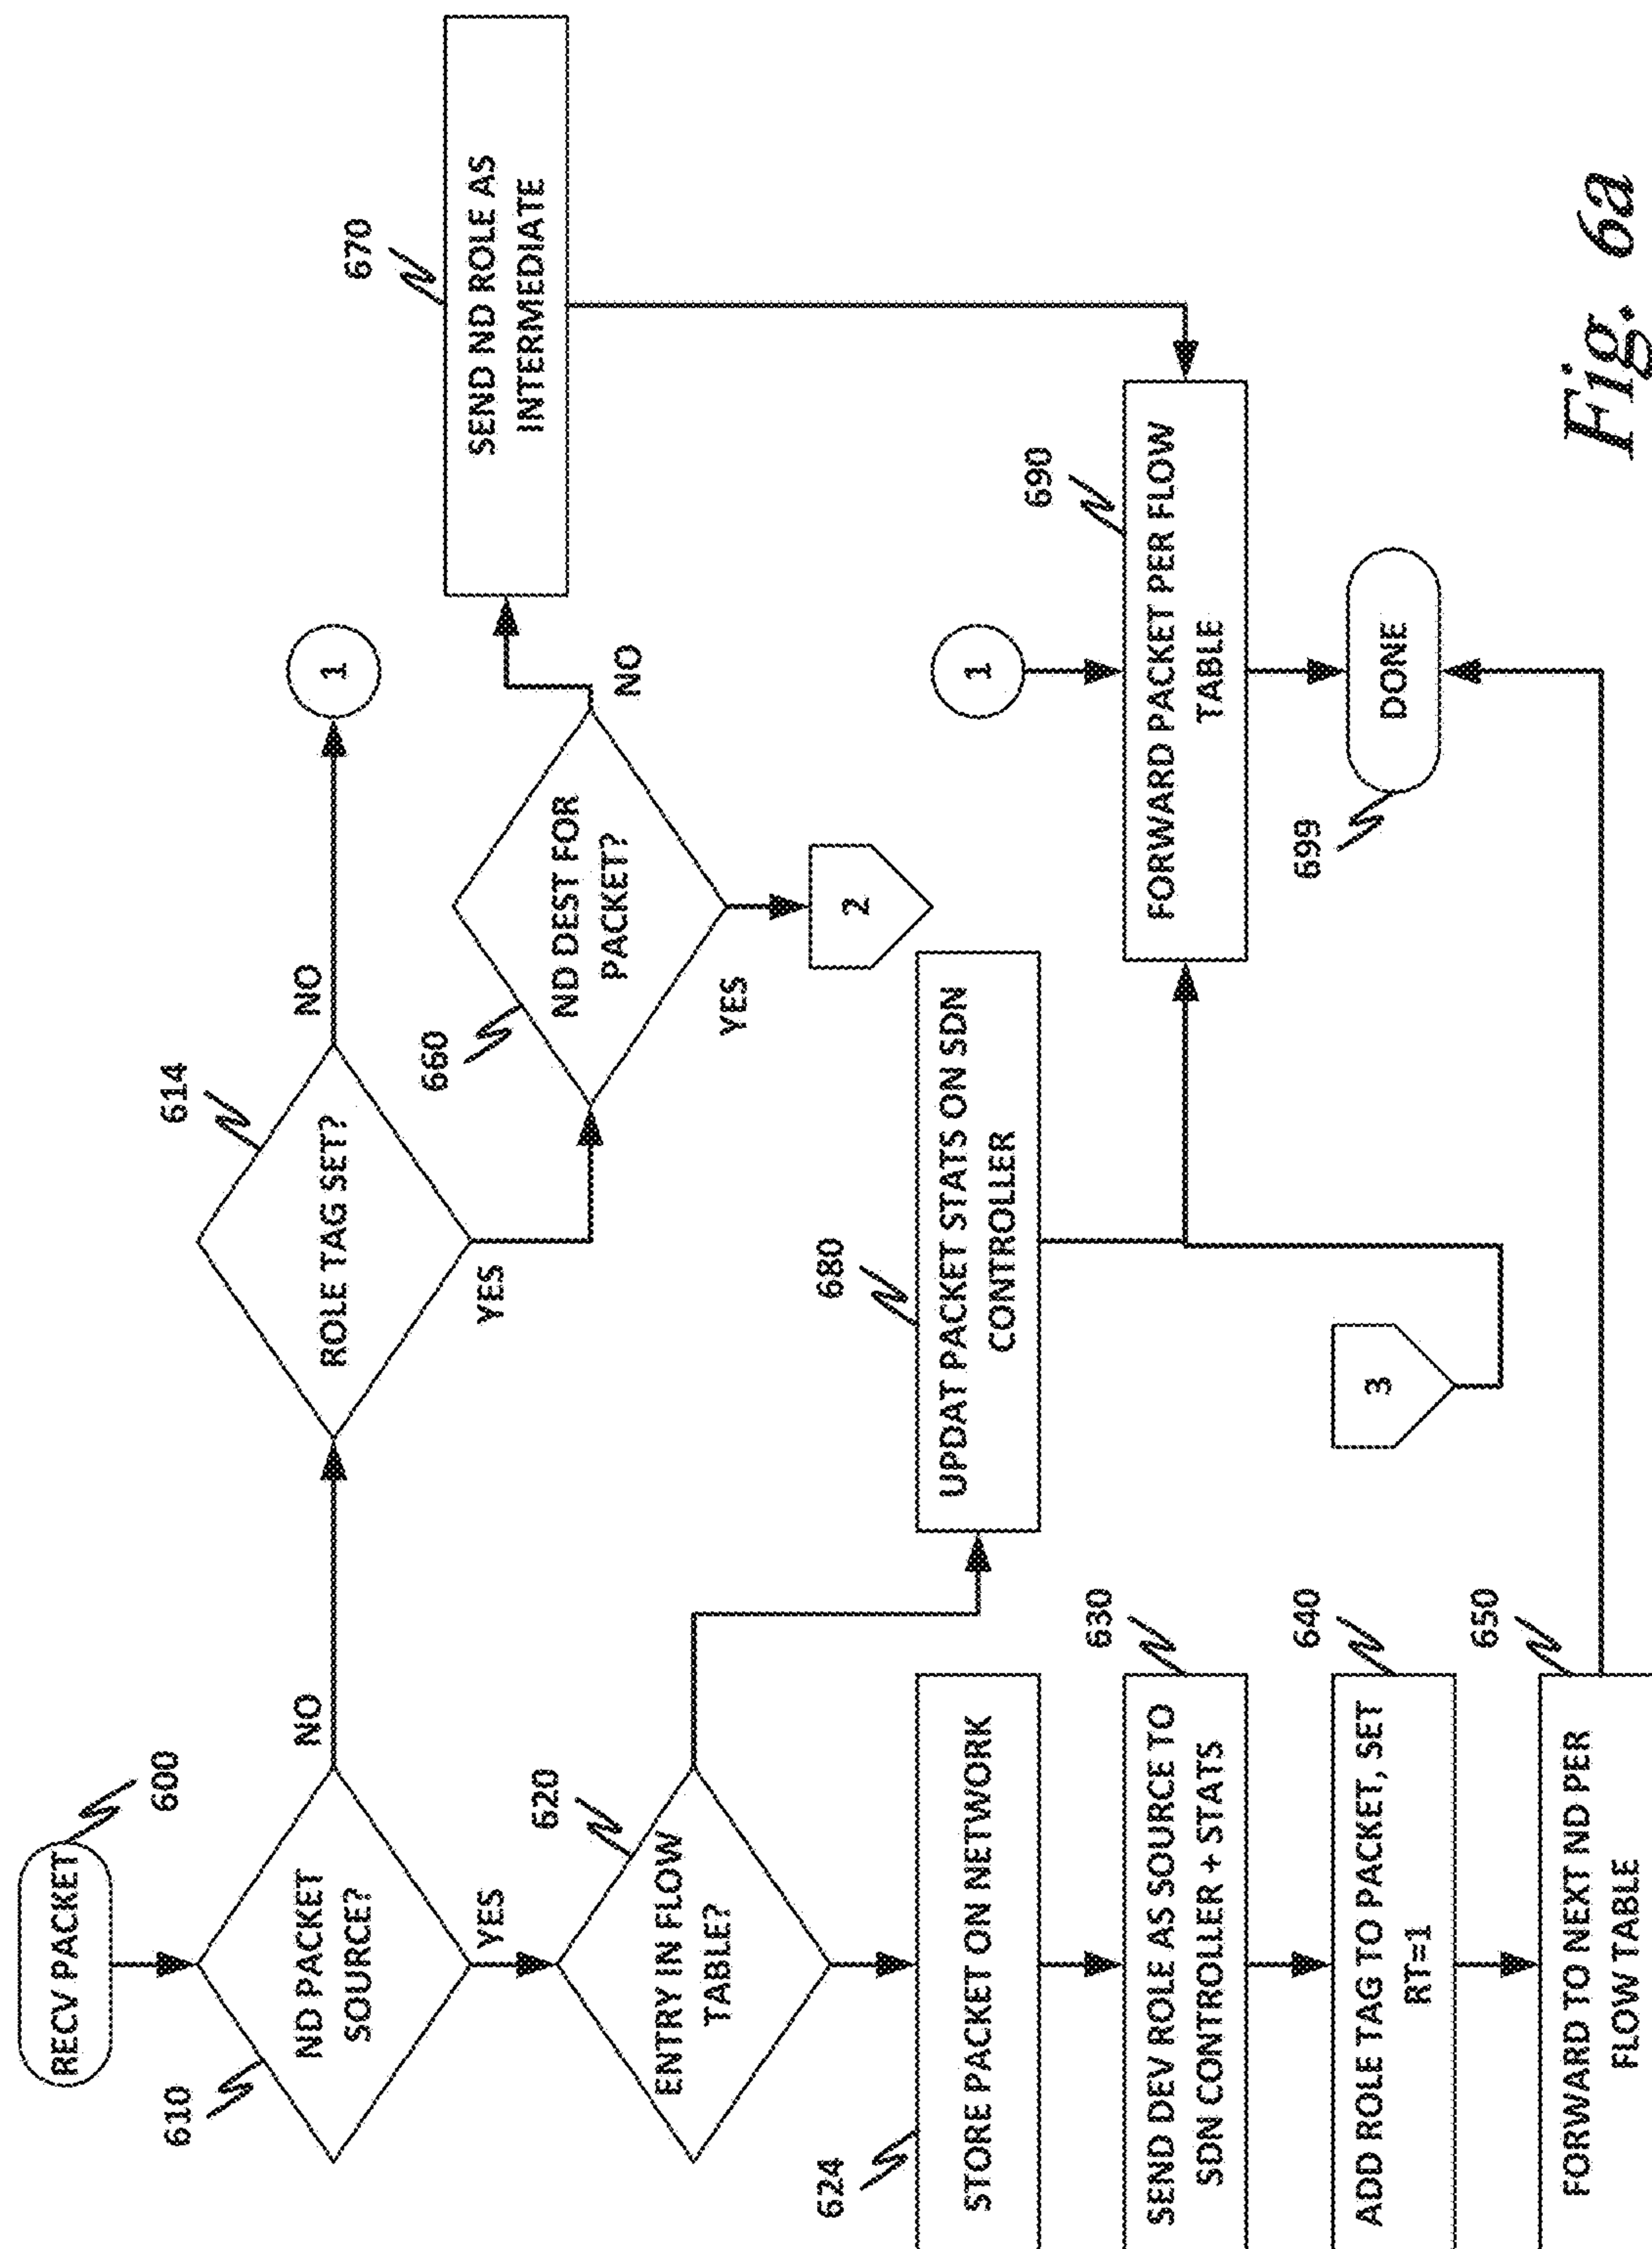 RECV PACKET
600
610
ND PACKET
SOURCE?
NO
YES
614
ROLE TAG SET?
NO
1
YES
620
ENTRY IN FLOW
TABLE?
660
ND DEST FOR
PACKET?
NO
YES
2
670
SEND ND ROLE AS
INTERMEDIATE
624
STORE PACKET ON NETWORK
680
UPDAT PACKET STATS ON SDN
CONTROLLER
1
630
SEND DEV ROLE AS SOURCE TO
SDN CONTROLLER + STATS
690
FORWARD PACKET PER FLOW
TABLE
640
ADD ROLE TAG TO PACKET, SET
RT=1
3
699
DONE
650
FORWARD TO NEXT ND PER
FLOW TABLE
Fig. 6a